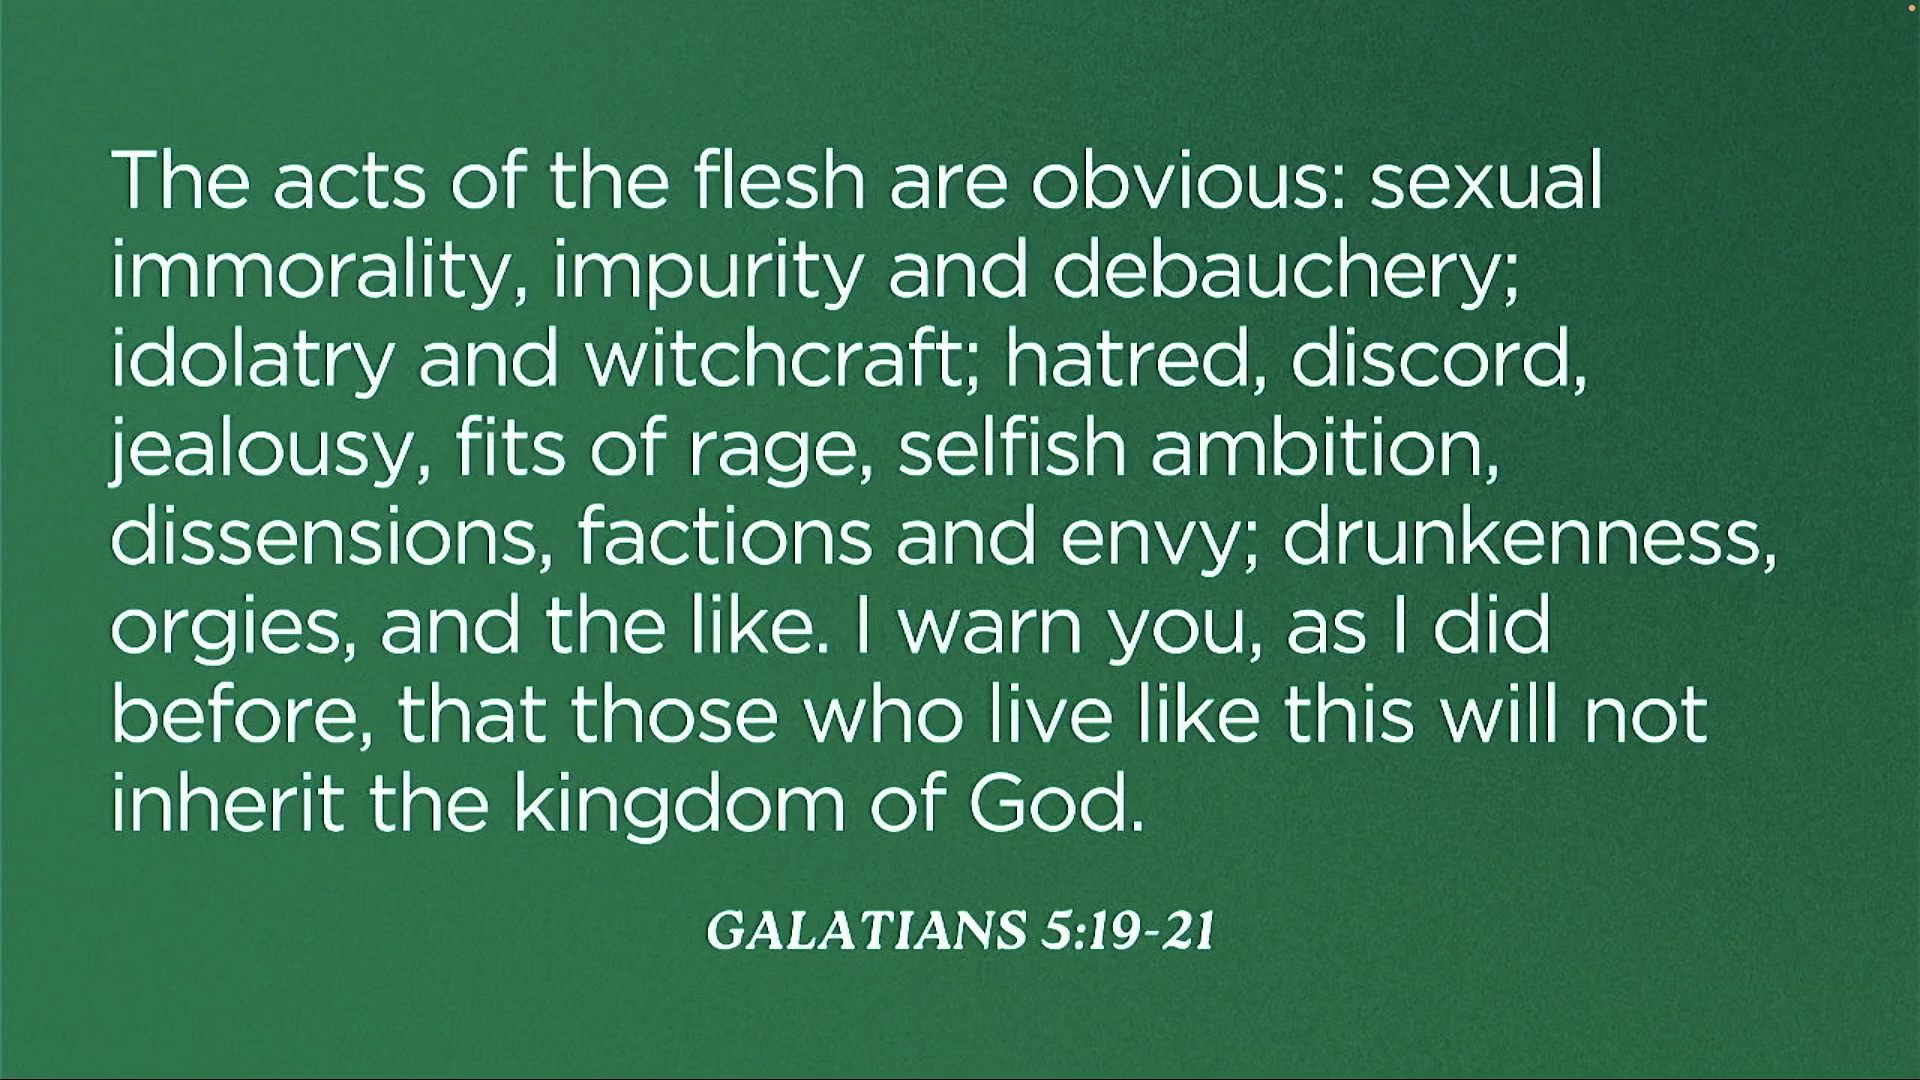 The acts of the flesh are obvious: sexual
immorality, impurity and debauchery;
idolatry and witchcraft; hatred, discord,
jealousy, fits of rage, selfish ambition,
dissensions, factions and envy; drunkenness,
orgies, and the like. I warn you, as I did
before, that those who live like this will not
inherit the kingdom of God.
GALATIANS 5:19-21